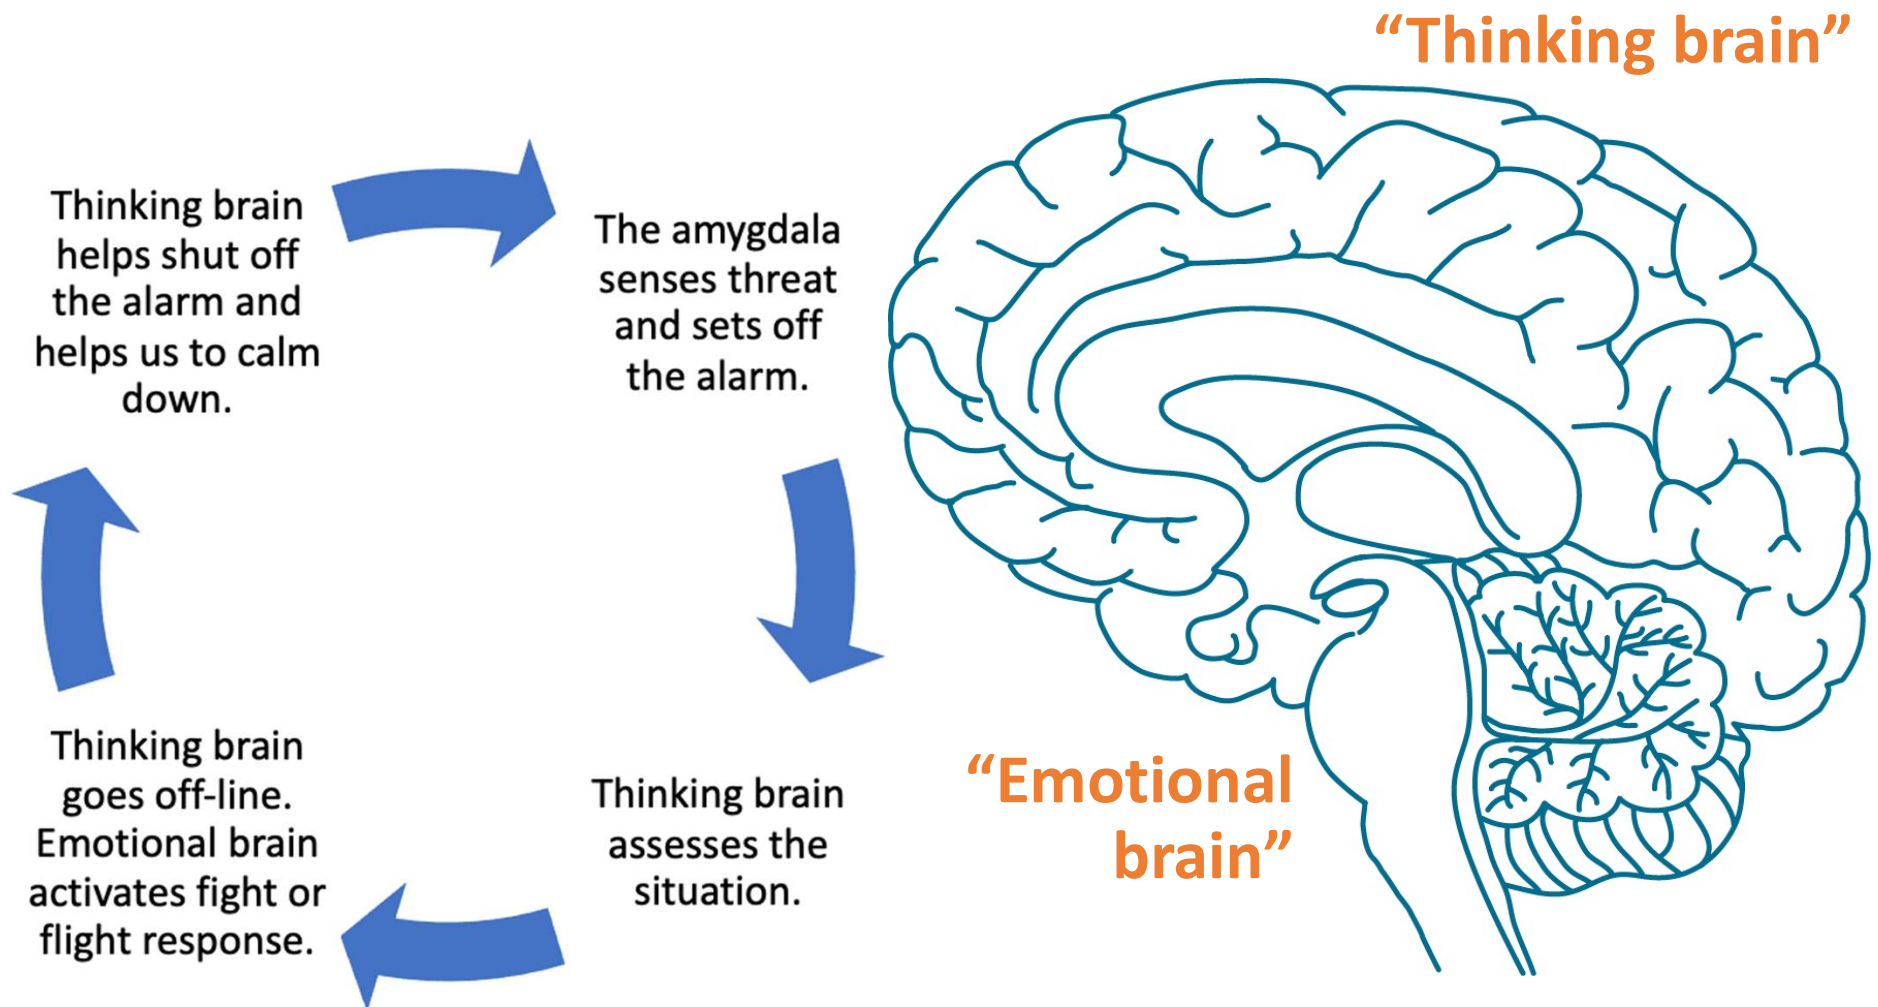 “Thinking brain”
Thinking brain
helps shut off
the alarm and
helps us to calm
down.
The amygdala
senses threat
and sets off
the alarm.
Thinking brain
assesses the
situation.
Thinking brain
goes off-line.
Emotional brain
activates fight or
flight response.
“Emotional
brain”